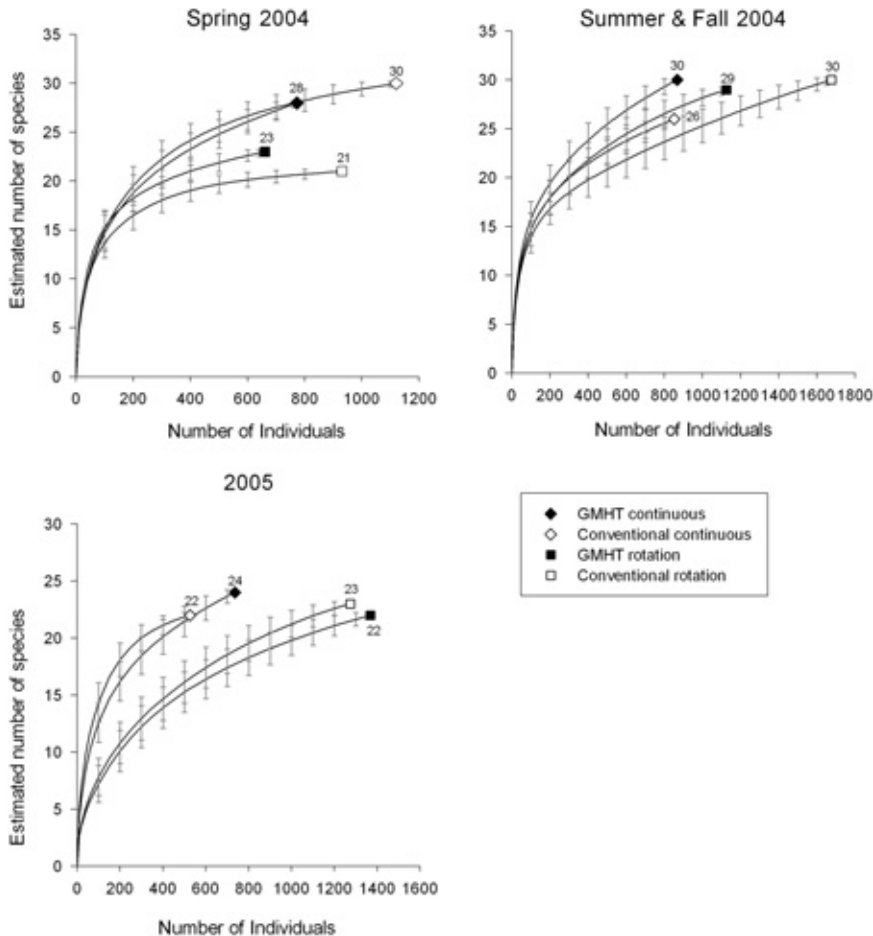 Spring 2004
Estimated number of species
35
30
25
20
15
10
5
0
28
30
23
21
0 200 400 600 800 1000 1200
Number of Individuals
Summer & Fall 2004
35
30
25
20
15
10
5
0
30
29
26
30
0 200 400 600 800 1000 1200 1400 1600 1800
Number of Individuals
2005
Estimated number of species
30
25
20
15
10
5
0
22
24
23
22
0 200 400 600 800 1000 1200 1400 1600
Number of Individuals
GMHT continuous
Conventional continuous
GMHT rotation
Conventional rotation